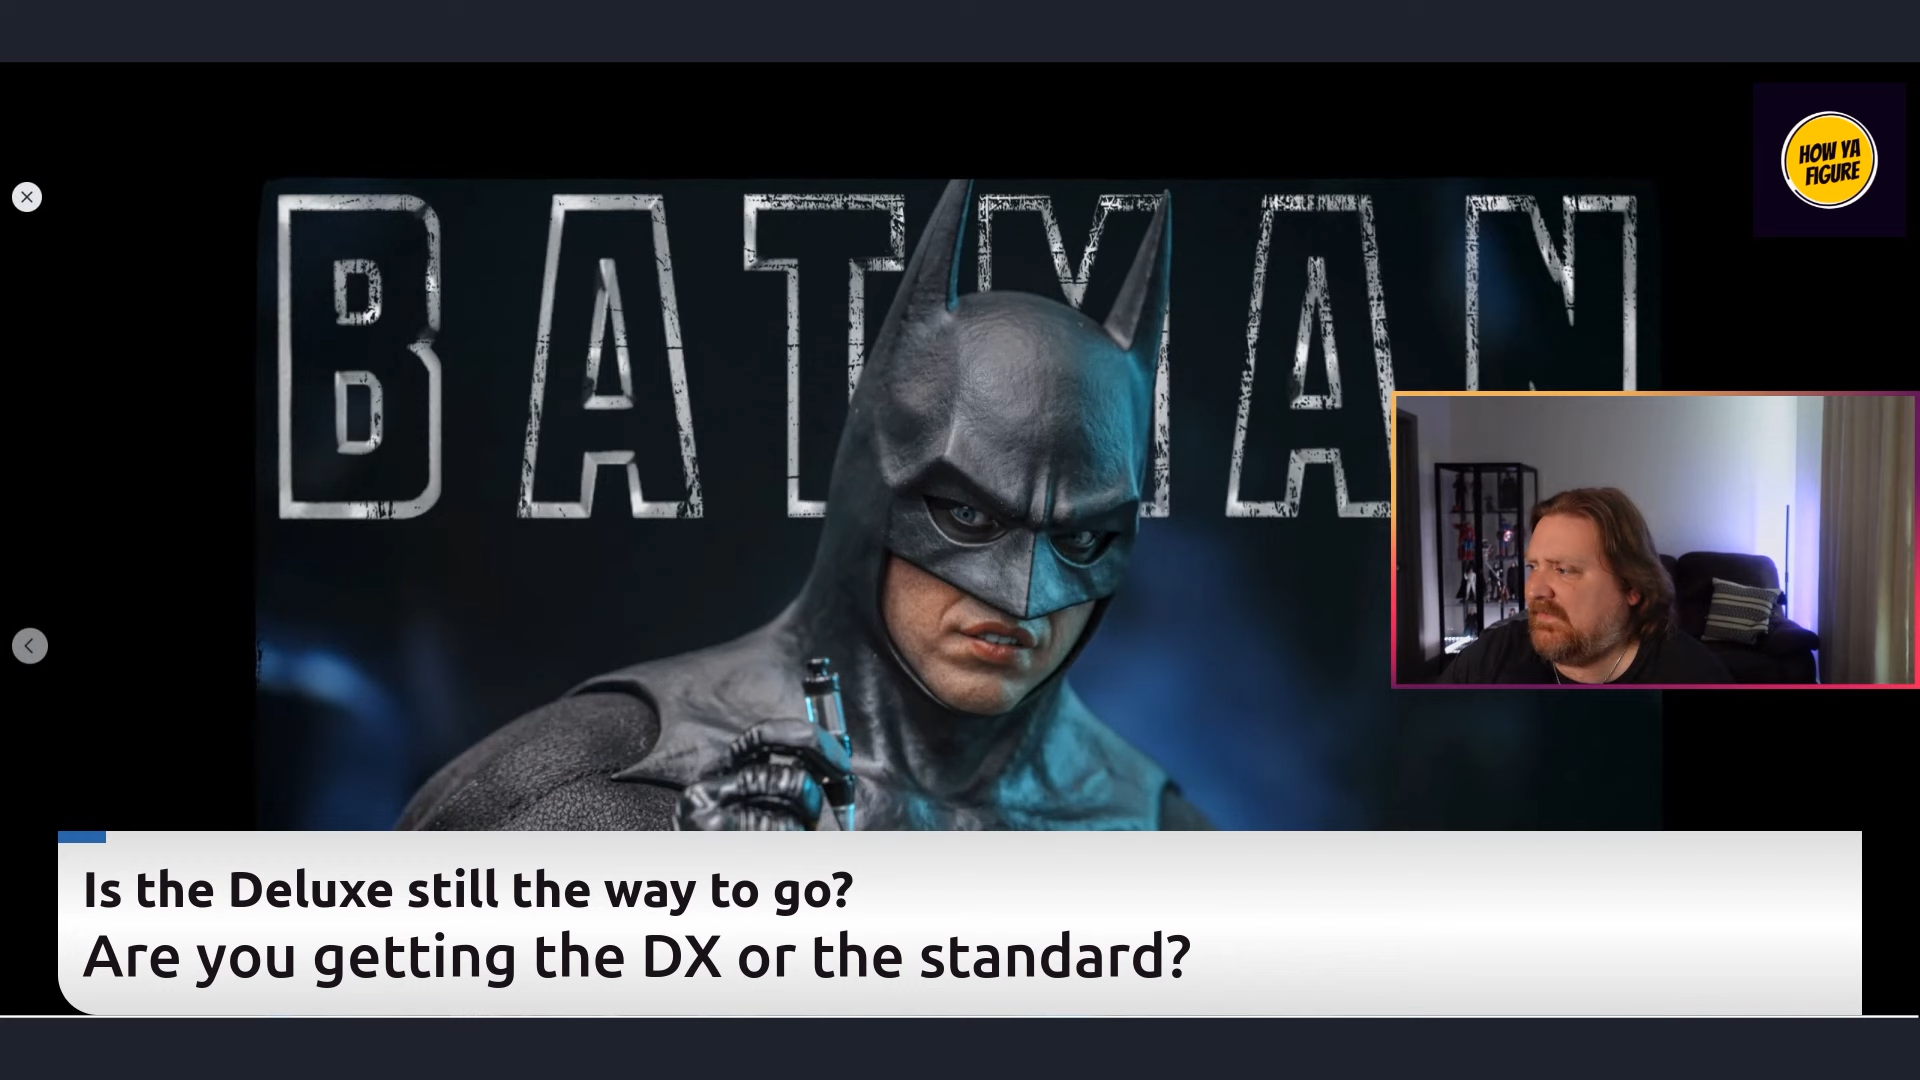 HOW YA
FIGURE
BATMAN
Is the Deluxe still the way to go?
Are you getting the DX or the standard?